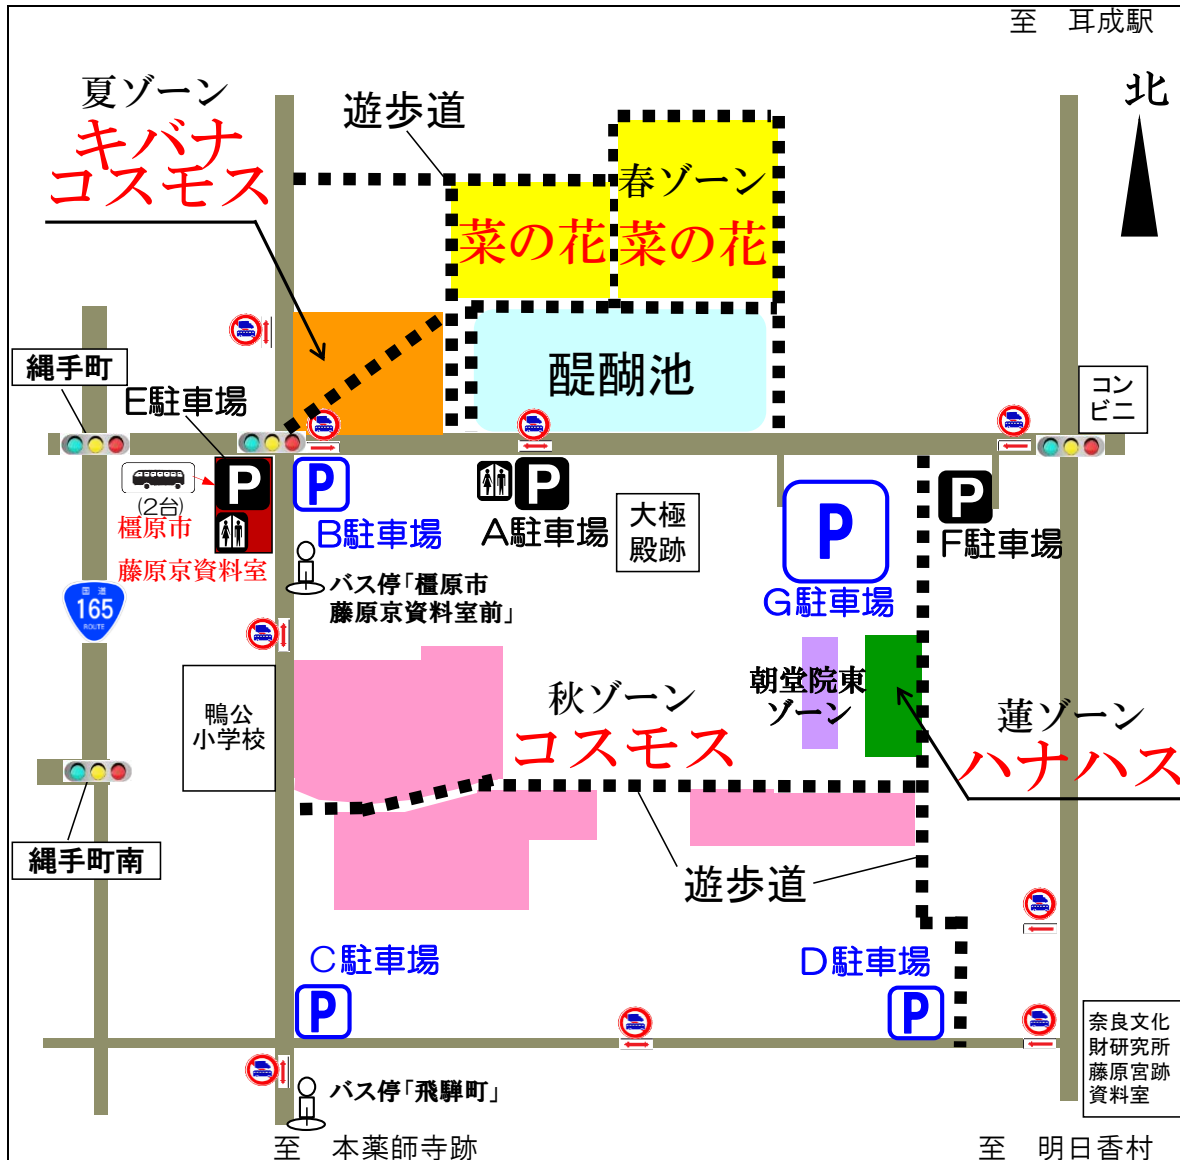 至 耳成駅
北
夏ゾーン
キバナ
コスモス
遊歩道
春ゾーン
菜の花
菜の花
醍醐池
縄手町
E駐車場
コン
ビニ
P
(2台)
橿原市
藤原京資料室
P
B駐車場
P
A駐車場
大極
殿跡
P
G駐車場
P
F駐車場
バス停「橿原市
藤原京資料室前」
国道
165
ROUTE
鴨公
小学校
秋ゾーン
コスモス
朝堂院東
ゾーン
蓮ゾーン
ハナハス
縄手町南
遊歩道
C駐車場
P
D駐車場
P
奈良文化
財研究所
藤原宮跡
資料室
バス停「飛騨町」
至 本薬師寺跡
至 明日香村